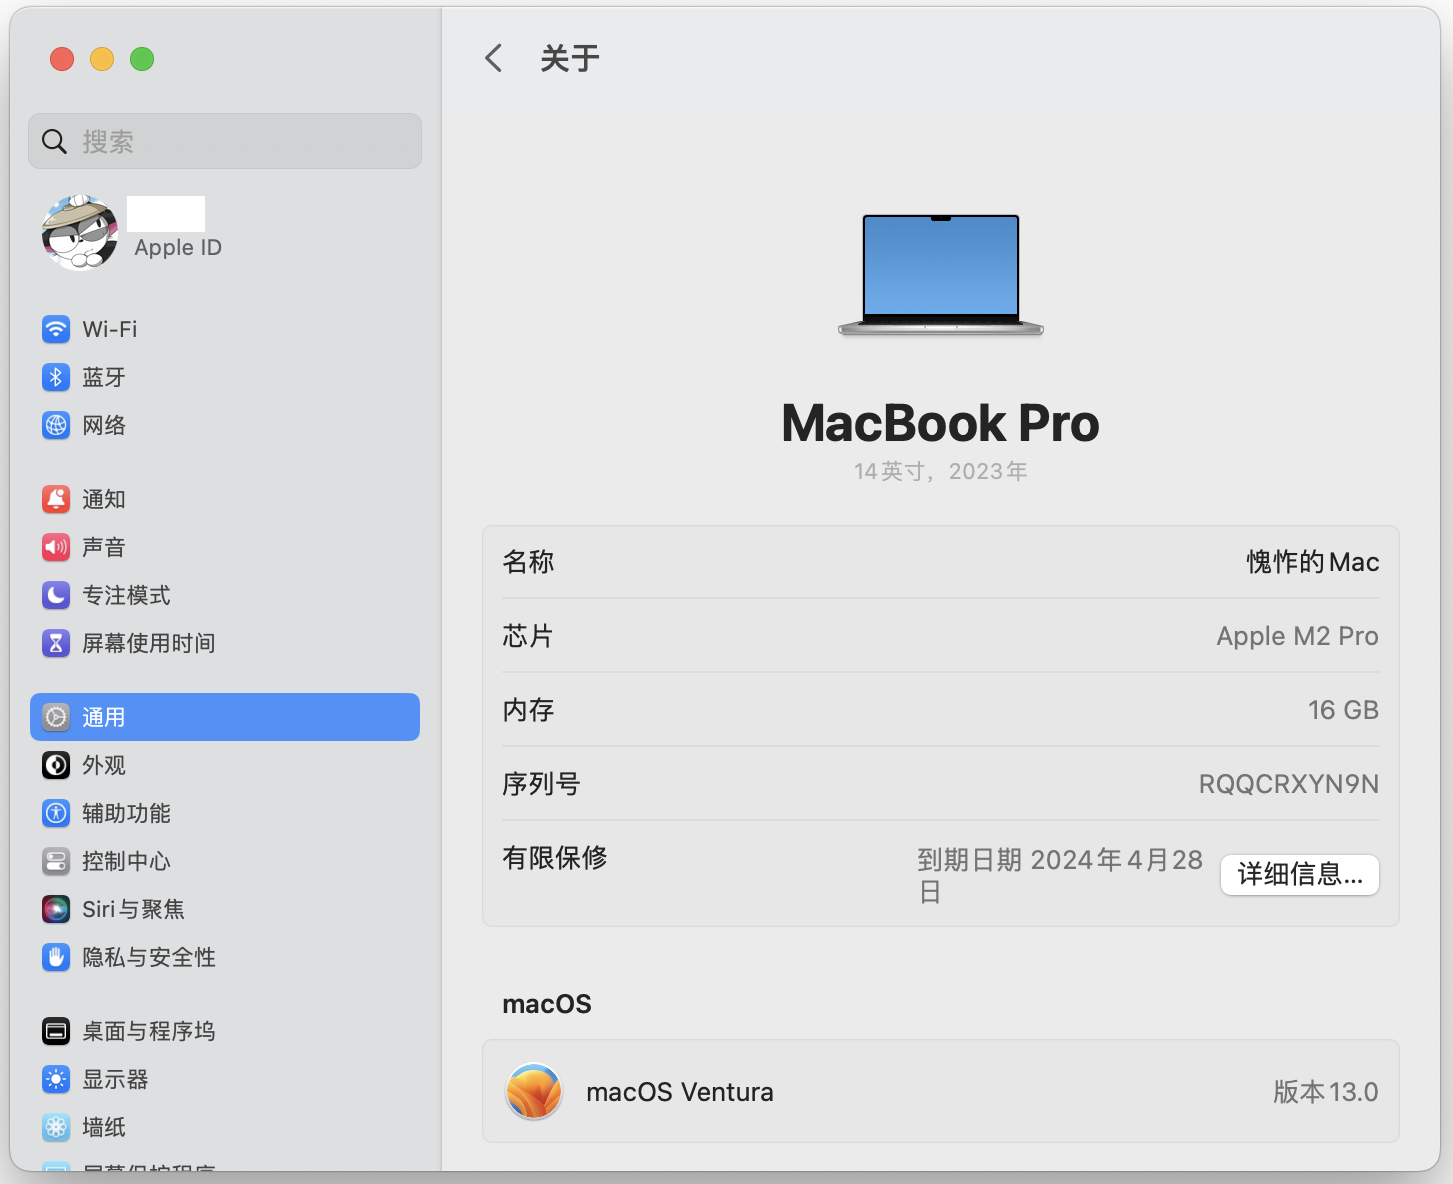 搜索
Apple ID
Wi-Fi
蓝牙
网络
通知
声音
专注模式
屏幕使用时间
通用
外观
辅助功能
控制中心
Siri与聚焦
隐私与安全性
桌面与程序坞
显示器
墙纸
屏幕保护程序
关于
MacBook Pro
14英寸，2023年
名称 愧怍的Mac
芯片 Apple M2 Pro
内存 16 GB
序列号 RQQCRXYN9N
有限保修 到期日期 2024年4月28
日
详细信息...
macOS
macOS Ventura 版本13.0